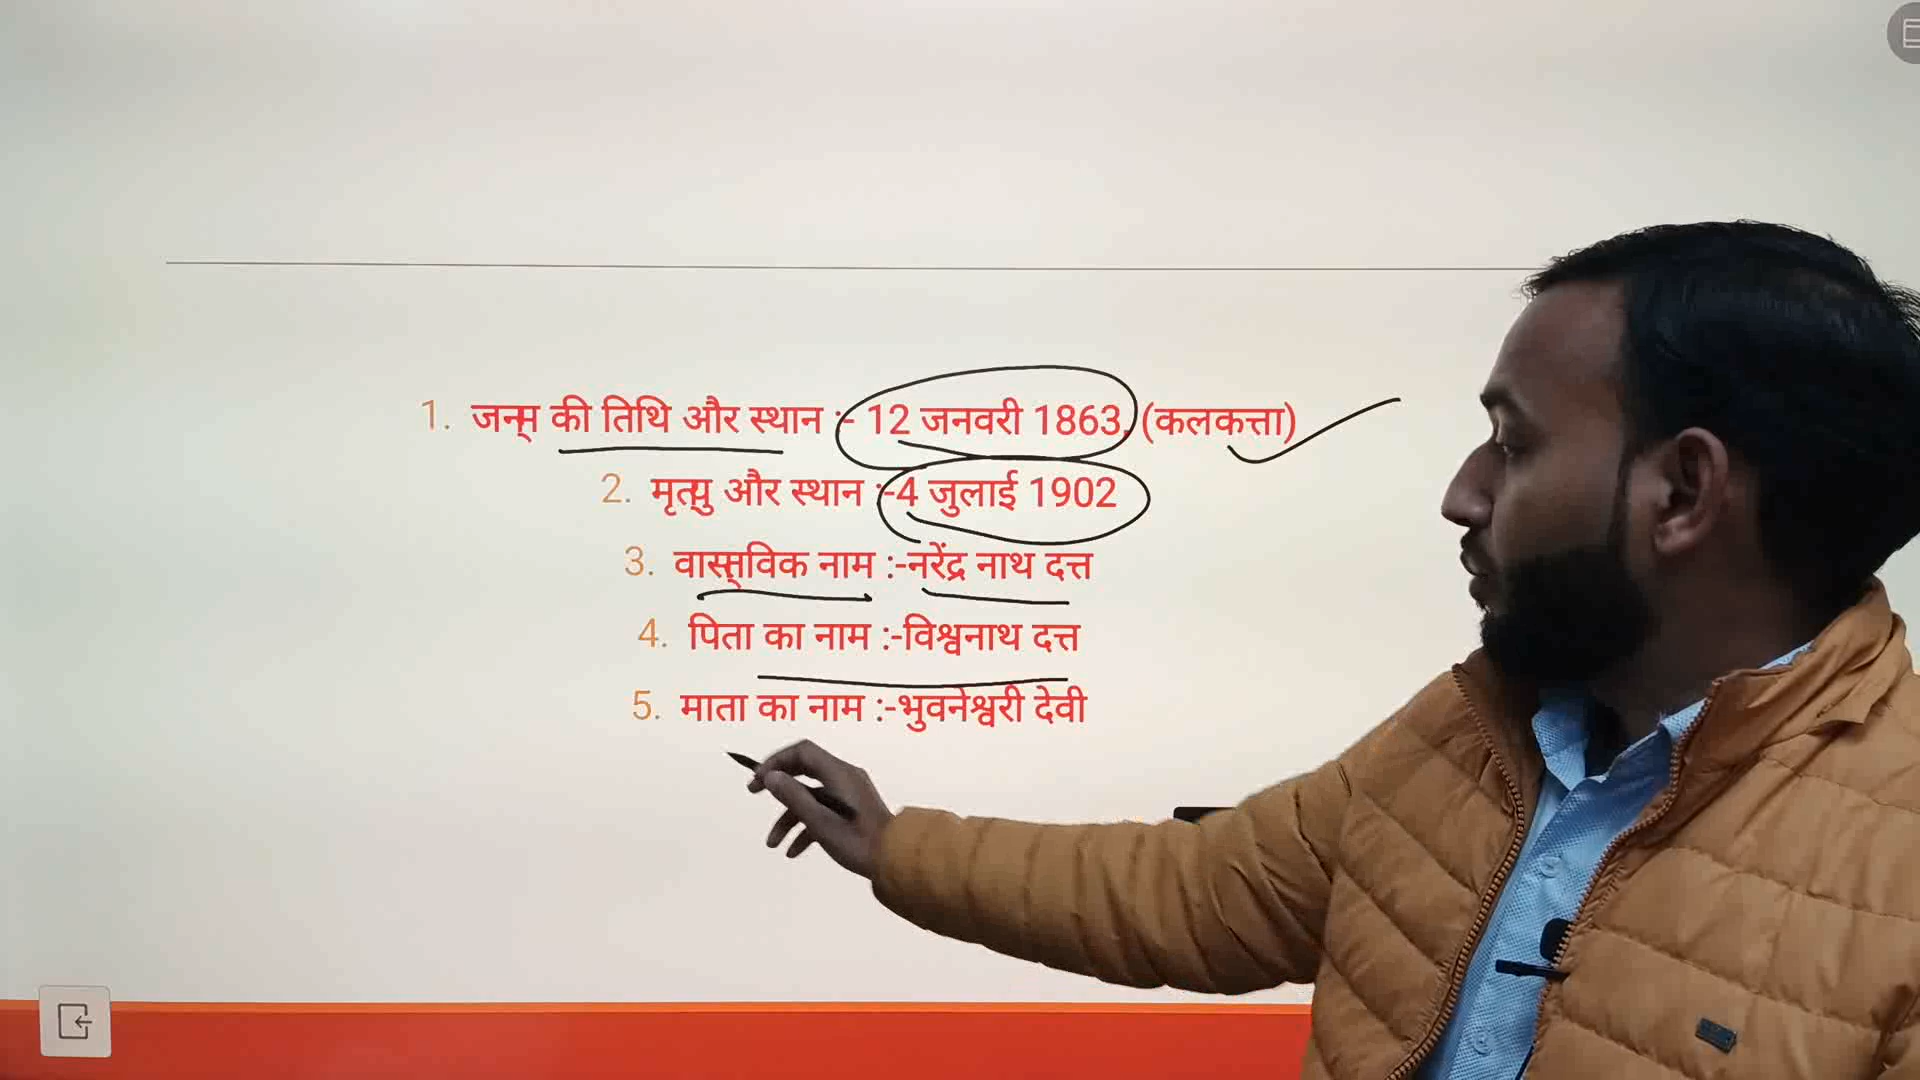 1. जन्म की तिथि और स्थान :- 12 जनवरी 1863, (कलकत्ता)
2. मृत्यु और स्थान :-4 जुलाई 1902
3. वास्तविक नाम :-नरेंद्र नाथ दत्त
4. पिता का नाम :-विश्वनाथ दत्त
5. माता का नाम :-भुवनेश्वरी देवी